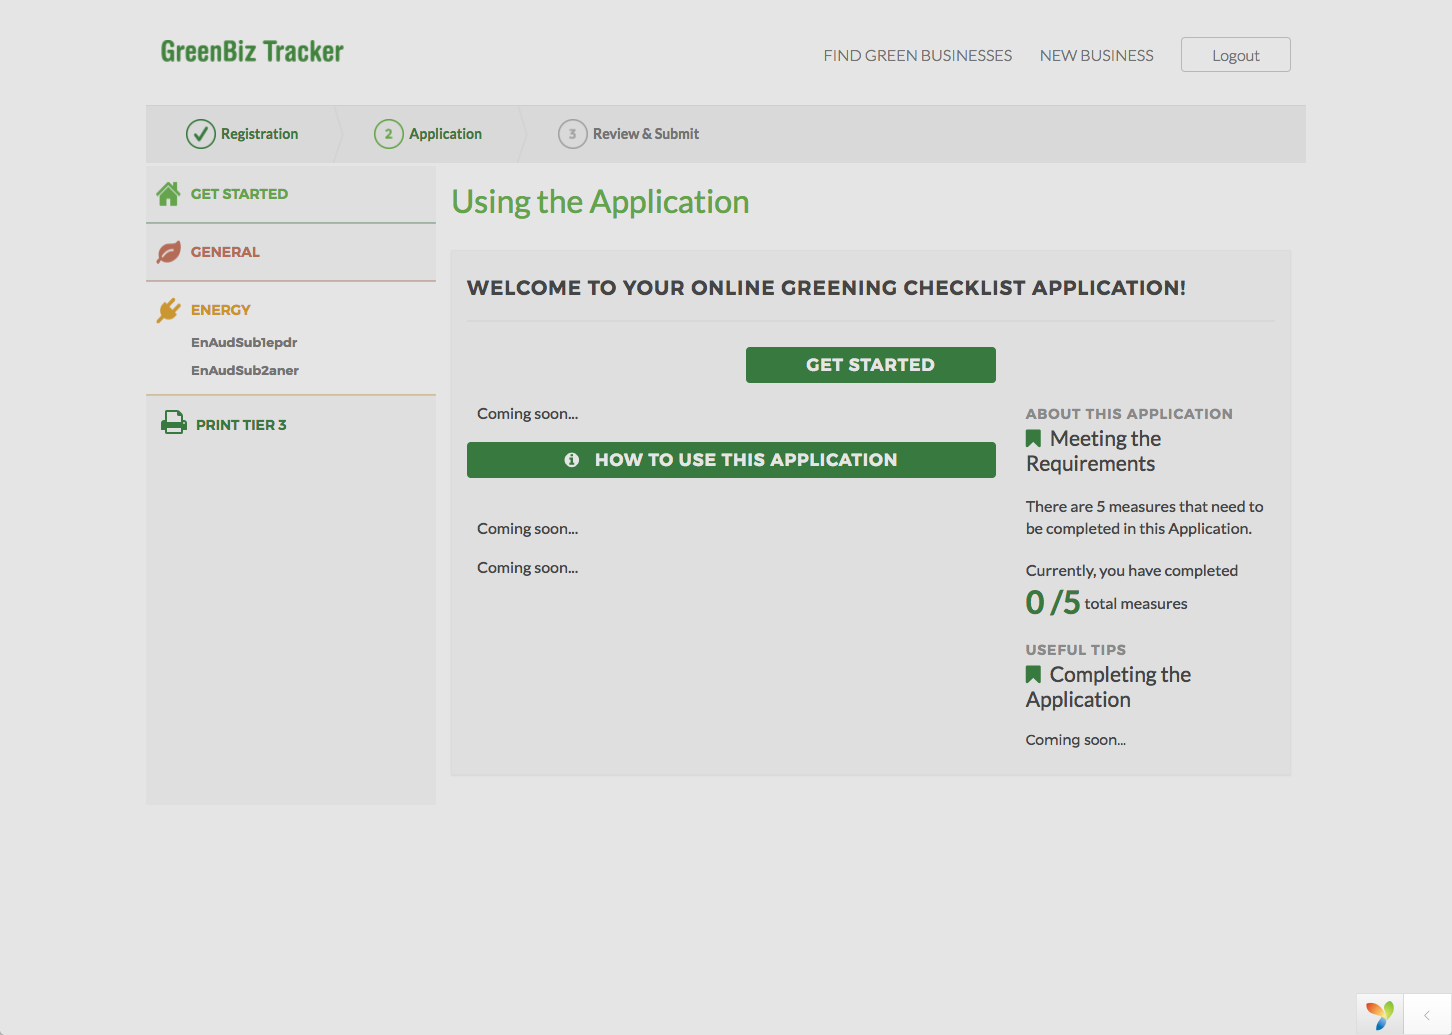 GreenBiz Tracker
FIND GREEN BUSINESSES
NEW BUSINESS
Logout
Registration
2
Application
3
Review & Submit
GET STARTED
GENERAL
ENERGY
EnAudSub1epdr
EnAudSub2aner
PRINT TIER 3
Using the Application
WELCOME TO YOUR ONLINE GREENING CHECKLIST APPLICATION!
GET STARTED
Coming soon...
HOW TO USE THIS APPLICATION
Coming soon...
Coming soon...
ABOUT THIS APPLICATION
Meeting the
Requirements
There are 5 measures that need to
be completed in this Application.
Currently, you have completed
0 /5 total measures
USEFUL TIPS
Completing the
Application
Coming soon...